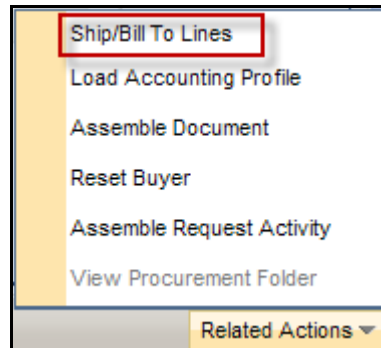 Ship/Bill To Lines
Load Accounting Profile
Assemble Document
Reset Buyer
Assemble Request Activity
View Procurement Folder
Related Actions